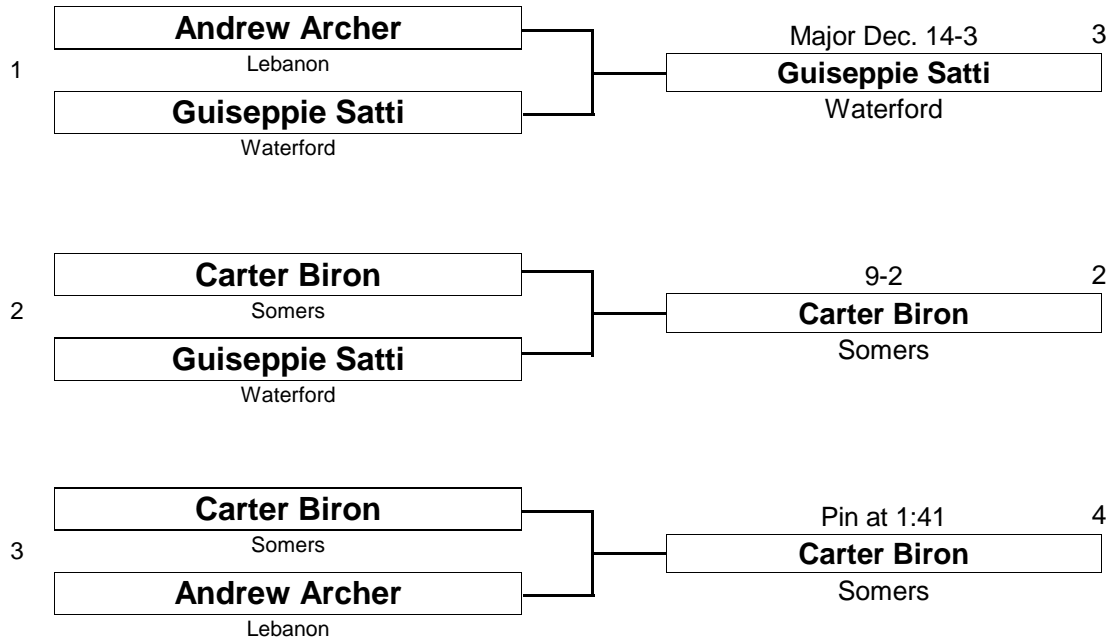 Andrew Archer
Lebanon
1
Guiseppie Satti
Waterford
Major Dec. 14-3 3
Guiseppie Satti
Waterford
Carter Biron
Somers
2
Guiseppie Satti
Waterford
9-2 2
Carter Biron
Somers
Carter Biron
Somers
3
Andrew Archer
Lebanon
Pin at 1:41 4
Carter Biron
Somers